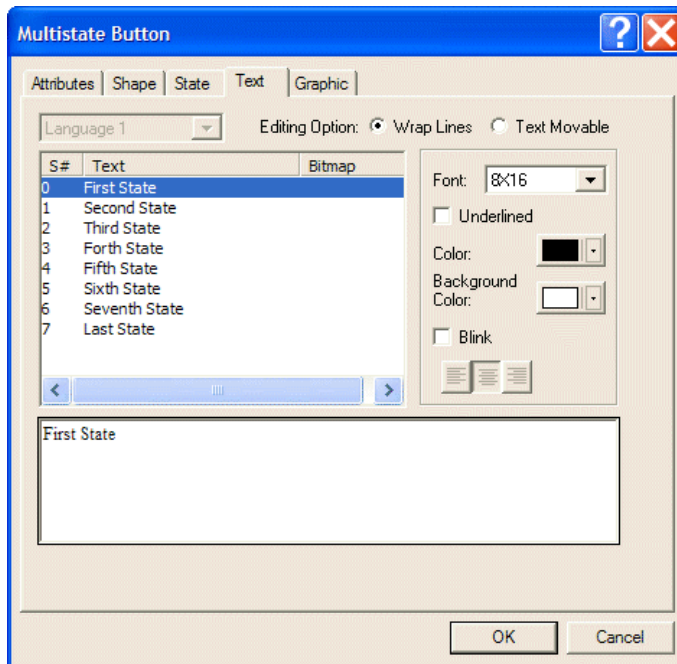 Multistate Button
Attributes Shape State Text Graphic
Language 1 Editing Option: Wrap Lines Text Movable
S# Text Bitmap
0 First State
1 Second State
2 Third State
3 Forth State
4 Fifth State
5 Sixth State
6 Seventh State
7 Last State
Font: 8X16
Underlined
Color:
Background
Color:
Blink
First State
OK Cancel